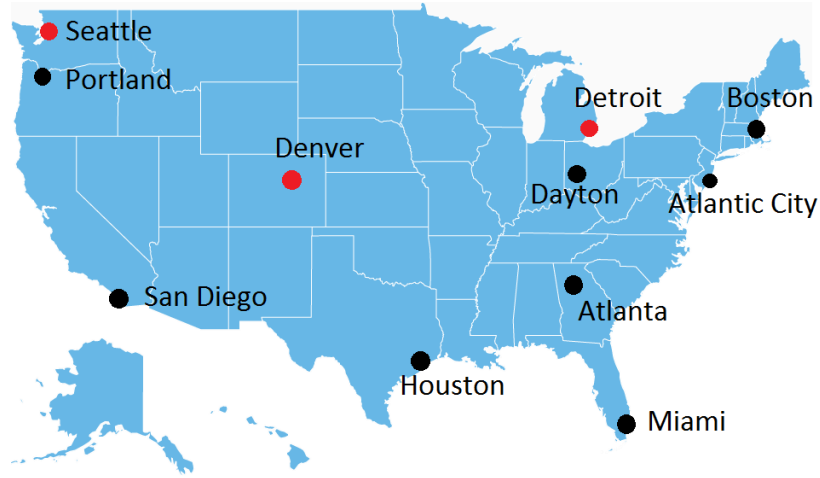 Seattle
Portland
Detroit
Boston
Denver
Dayton
Atlantic City
San Diego
Atlanta
Houston
Miami